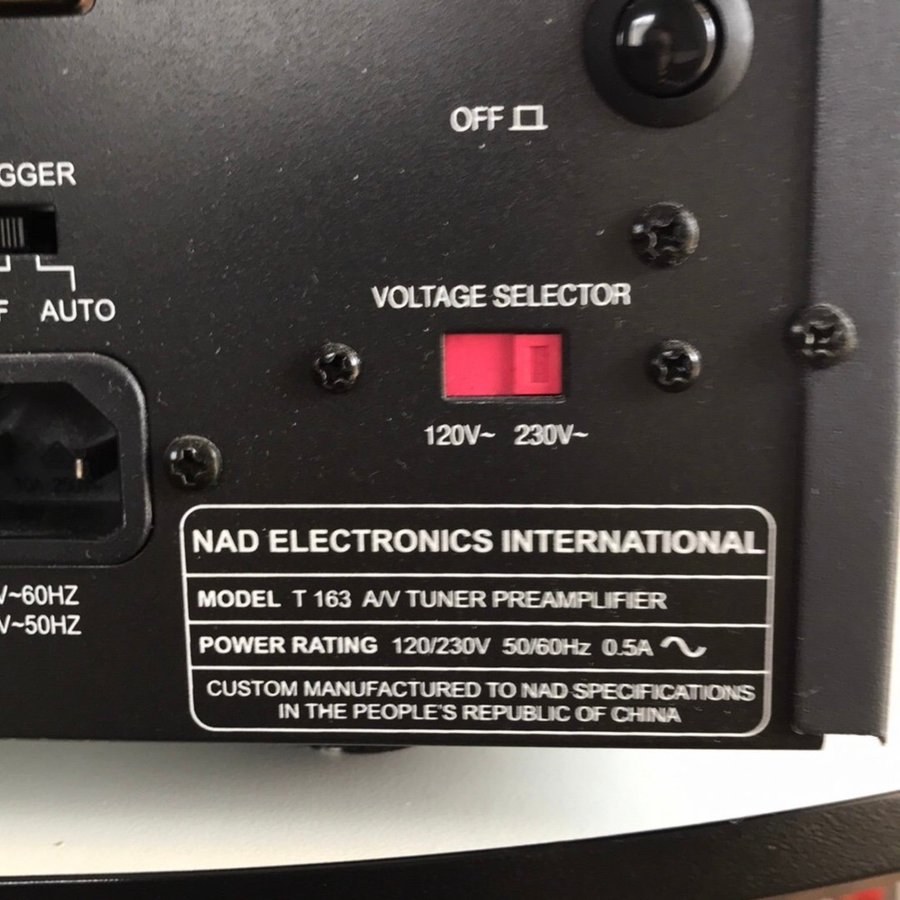 OFF
GGER
VOLTAGE SELECTOR
F AUTO
120V~ 230V~
NAD ELECTRONICS INTERNATIONAL
V~60HZ
MODEL T 163 A/V TUNER PREAMPLIFIER
V~50HZ
POWER RATING 120/230V 50/60Hz 0.5A
CUSTOM MANUFACTURED TO NAD SPECIFICATIONS
IN THE PEOPLE'S REPUBLIC OF CHINA